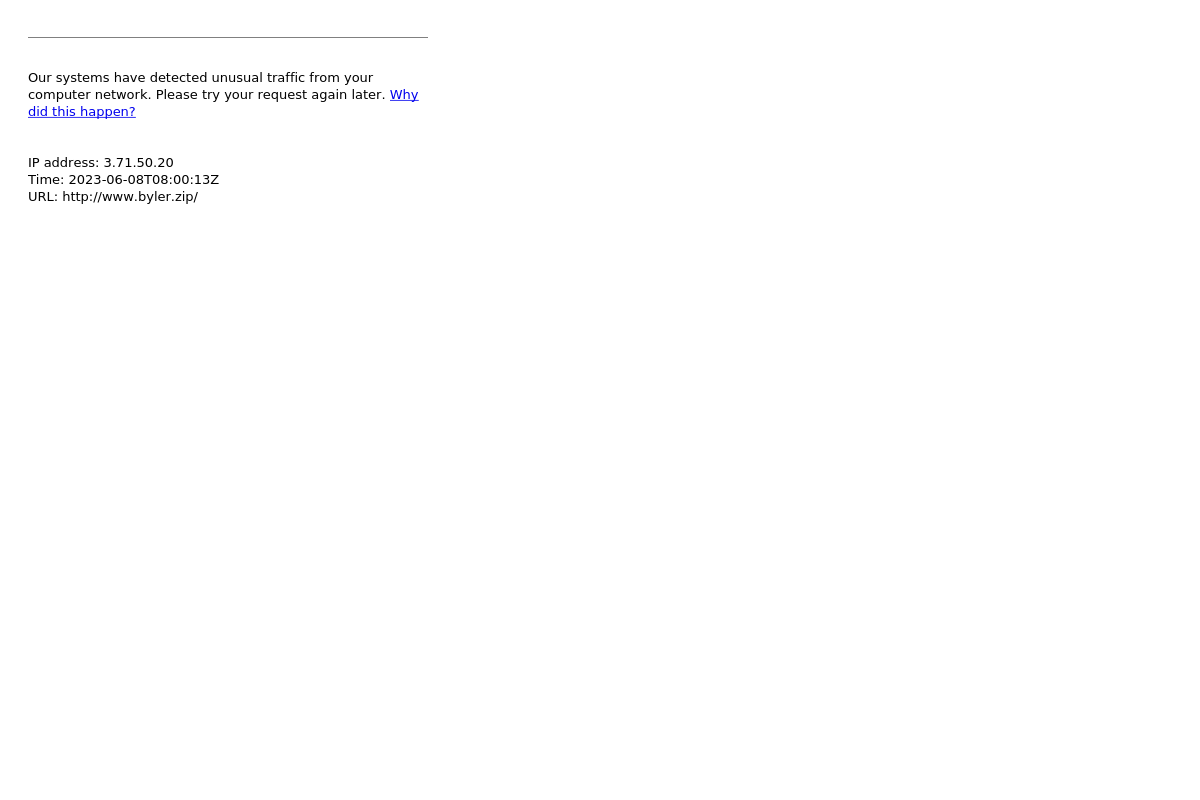 Our systems have detected unusual traffic from your
computer network. Please try your request again later. Why
did this happen?
IP address: 3.71.50.20
Time: 2023-06-08T08:00:13Z
URL: http://www.byler.zip/